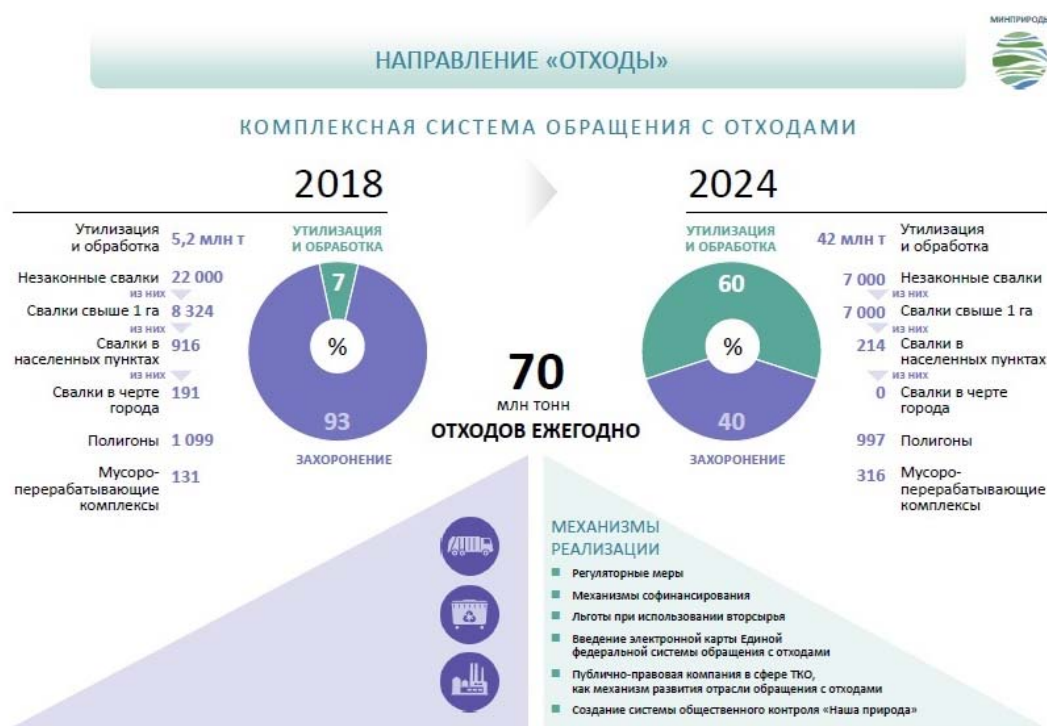 МИНПРИРОДЫ
НАПРАВЛЕНИЕ «ОТХОДЫ»
КОМПЛЕКСНАЯ СИСТЕМА ОБРАЩЕНИЯ С ОТХОДАМИ
2018
Утилизация
и обработка
5,2 млн т
Незаконные свалки
22 000
из них
Свалки свыше 1 га
8 324
из них
Свалки в
населенных пунктах
916
из них
Свалки в черте
города
191
Полигоны
1 099
Мусоро-
перерабатывающие
комплексы
131
УТИЛИЗАЦИЯ
И ОБРАБОТКА
7
%
93
ЗАХОРОНЕНИЕ
70
МЛН ТОНН
ОТХОДОВ ЕЖЕГОДНО
2024
УТИЛИЗАЦИЯ
И ОБРАБОТКА
60
%
40
ЗАХОРОНЕНИЕ
42 млн т
Утилизация
и обработка
7 000
Незаконные свалки
из них
7 000
Свалки свыше 1 га
из них
214
Свалки в
населенных пунктах
из них
0
Свалки в черте
города
997
Полигоны
316
Мусоро-
перерабатывающие
комплексы
МЕХАНИЗМЫ
РЕАЛИЗАЦИИ
Регуляторные меры
Механизмы софинансирования
Льготы при использовании вторсырья
Введение электронной карты Единой
федеральной системы обращения с отходами
Публично-правовая компания в сфере ТКО,
как механизм развития отрасли обращения с отходами
Создание системы общественного контроля «Наша природа»